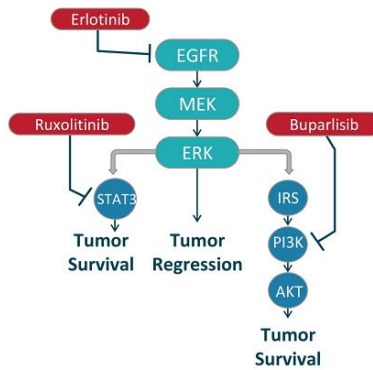 Erlotinib
EGFR
MEK
Ruxolitinib
Buparlisib
ERK
STAT3
IRS
Tumor
Survival
Tumor
Regression
PI3K
AKT
Tumor
Survival